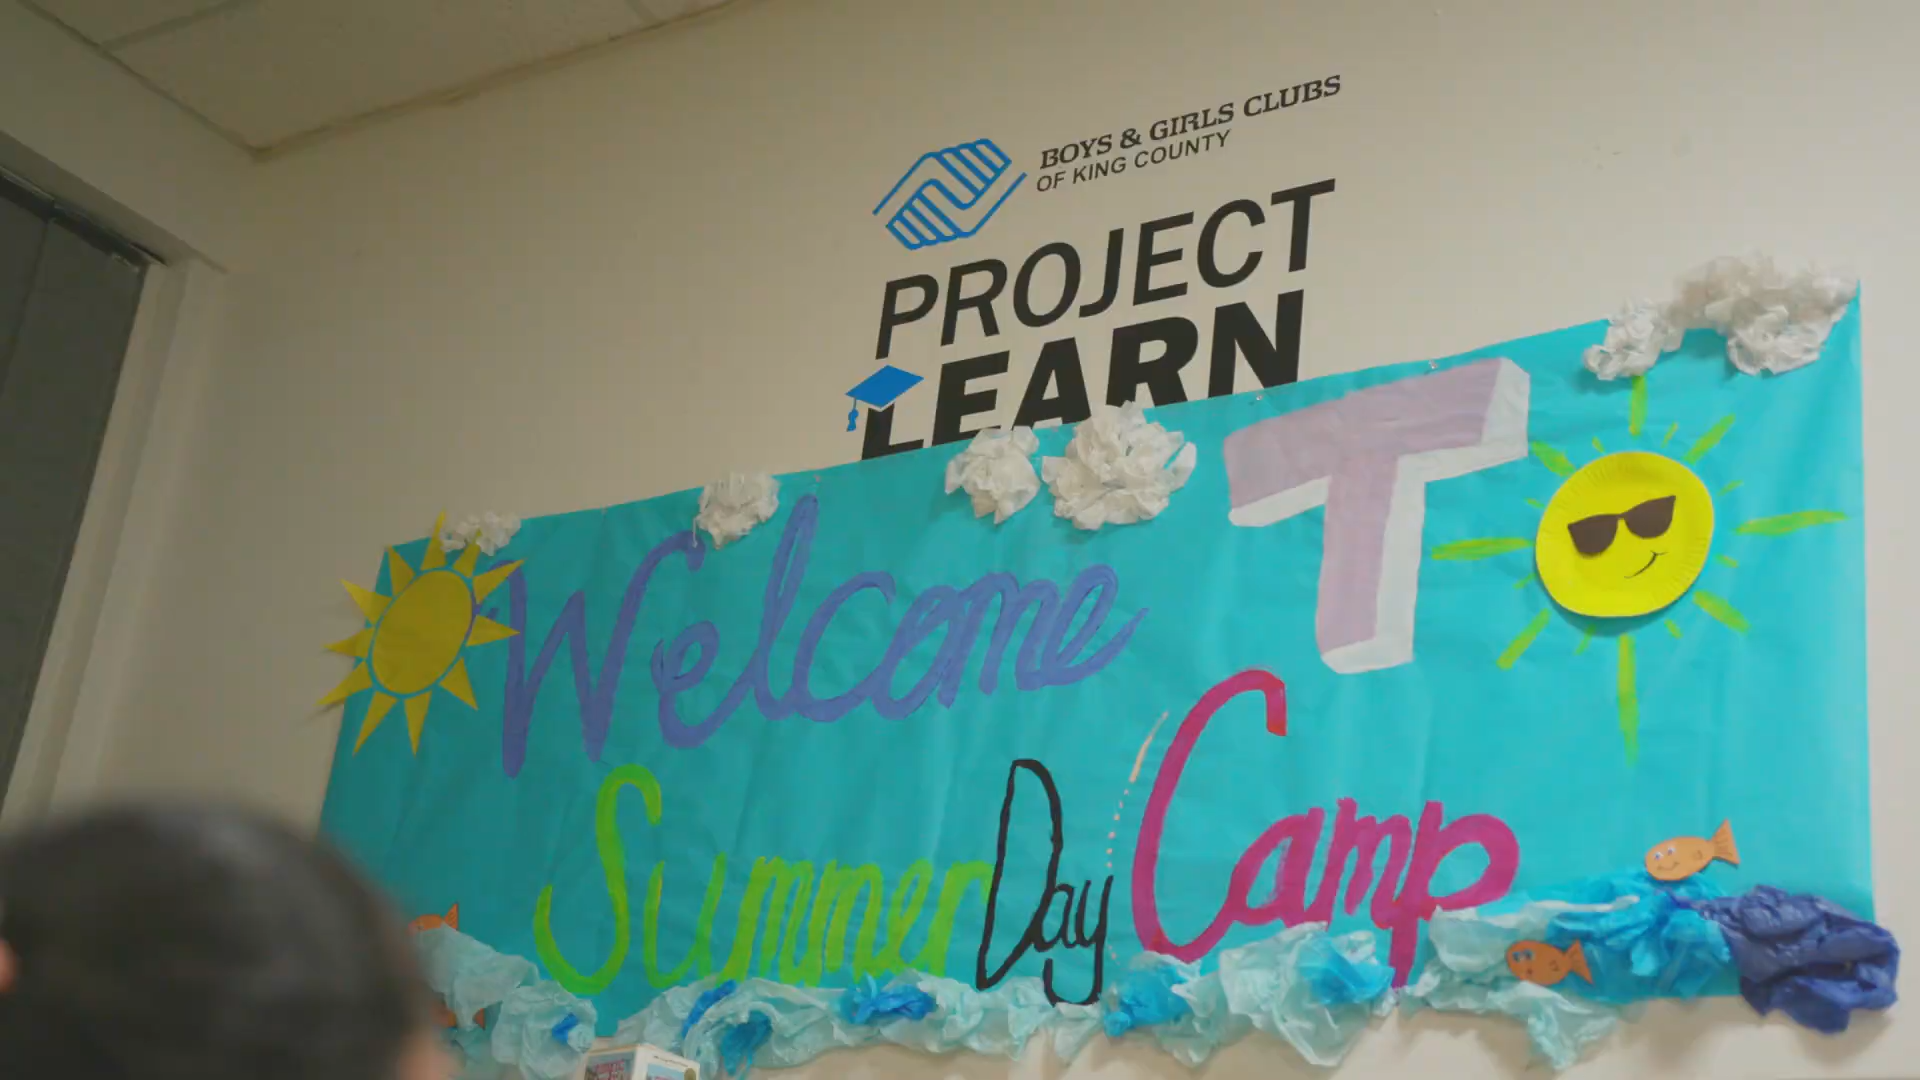 BOYS & GIRLS CLUBS
OF KING COUNTY
PROJECT
LEARN
Welcome T
Summer Day Camp